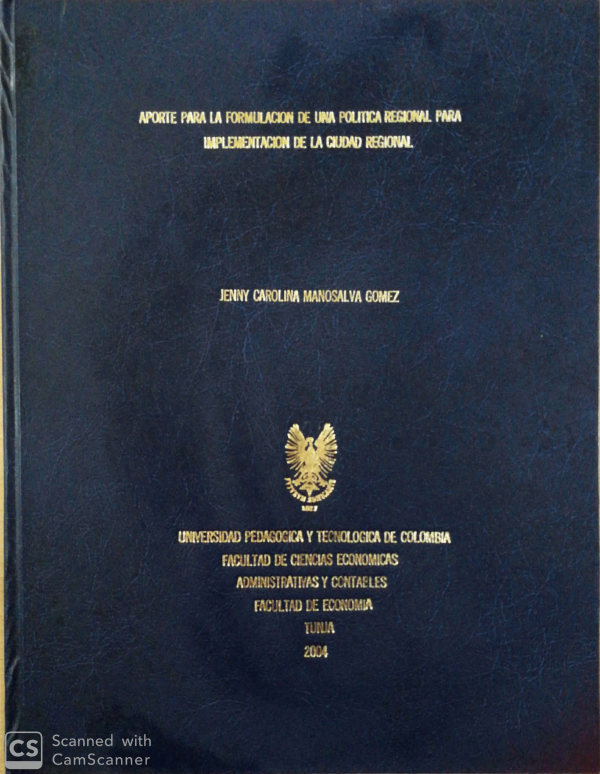 APORTE PARA LA FORMULACION DE UNA POLITICA REGIONAL PARA
IMPLEMENTACION DE LA CIUDAD REGIONAL
JENNY CAROLINA MANOSALVA GOMEZ
UNIVERSIDAD PEDAGOGICA Y TECNOLOGICA DE COLOMBIA
FACULTAD DE CIENCIAS ECONOMICAS
ADMINISTRATIVAS Y CONTABLES
FACULTAD DE ECONOMIA
TUNJA
2004
CS Scanned with
CamScanner